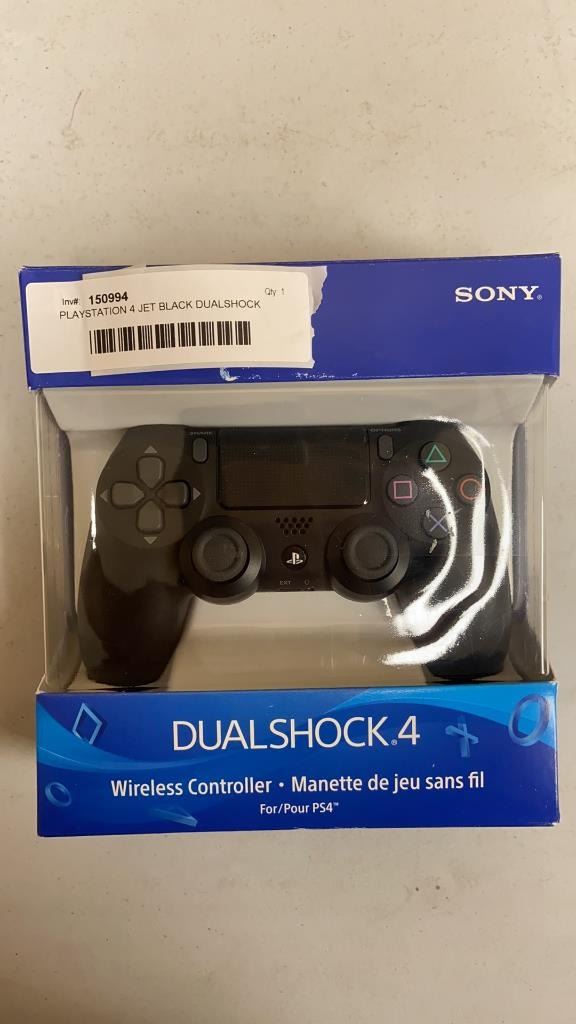 Inv#: 150994
Qty: 1
PLAYSTATION 4 JET BLACK DUALSHOCK
SONY®
SHARE
OPTIONS
EXT
DUALSHOCK®4
Wireless Controller • Manette de jeu sans fil
For/Pour PS4™